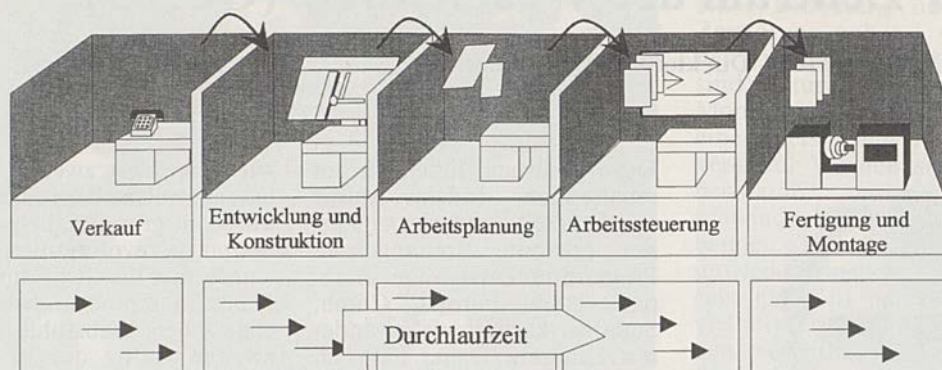 Verkauf
Entwicklung und
Konstruktion
Arbeitsplanung
Arbeitssteuerung
Fertigung und
Montage
Durchlaufzeit